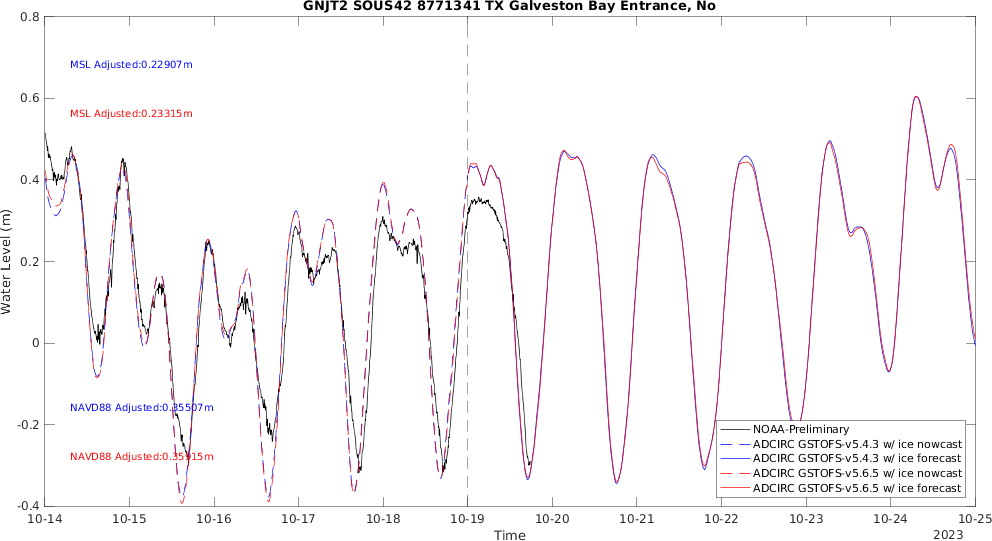 GNJT2 SOUS42 8771341 TX Galveston Bay Entrance, No
0.8
0.6
0.4
0.2
0
-0.2
-0.4
Water Level (m)
MSL Adjusted:0.22907m
MSL Adjusted:0.23315m
NAVD88 Adjusted:0.35507m
NAVD88 Adjusted:0.35915m
NOAA-Preliminary
ADCIRC GSTOFS-v5.4.3 w/ ice nowcast
ADCIRC GSTOFS-v5.4.3 w/ ice forecast
ADCIRC GSTOFS-v5.6.5 w/ ice nowcast
ADCIRC GSTOFS-v5.6.5 w/ ice forecast
10-14 10-15 10-16 10-17 10-18 10-19 10-20 10-21 10-22 10-23 10-24 10-25
Time
2023